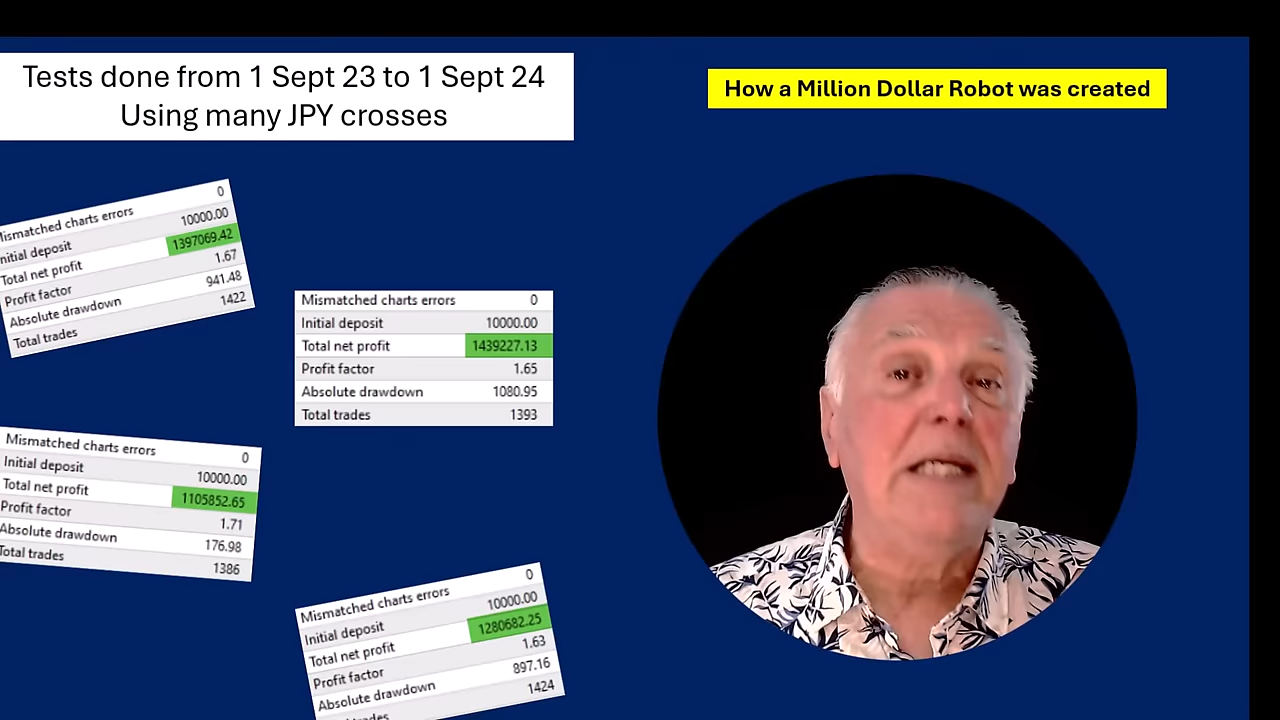 Tests done from 1 Sept 23 to 1 Sept 24
Using many JPY crosses
How a Million Dollar Robot was created
Mismatched charts errors 0
Initial deposit 10000.00
Total net profit 1397069.42
Profit factor 1.67
Absolute drawdown 941.48
Total trades 1422
Mismatched charts errors 0
Initial deposit 10000.00
Total net profit 1439227.13
Profit factor 1.65
Absolute drawdown 1080.95
Total trades 1393
Mismatched charts errors 0
Initial deposit 10000.00
Total net profit 1105852.65
Profit factor 1.71
Absolute drawdown 176.98
Total trades 1386
Mismatched charts errors 0
Initial deposit 10000.00
Total net profit 1280682.25
Profit factor 1.63
Absolute drawdown 897.16
trades 1424